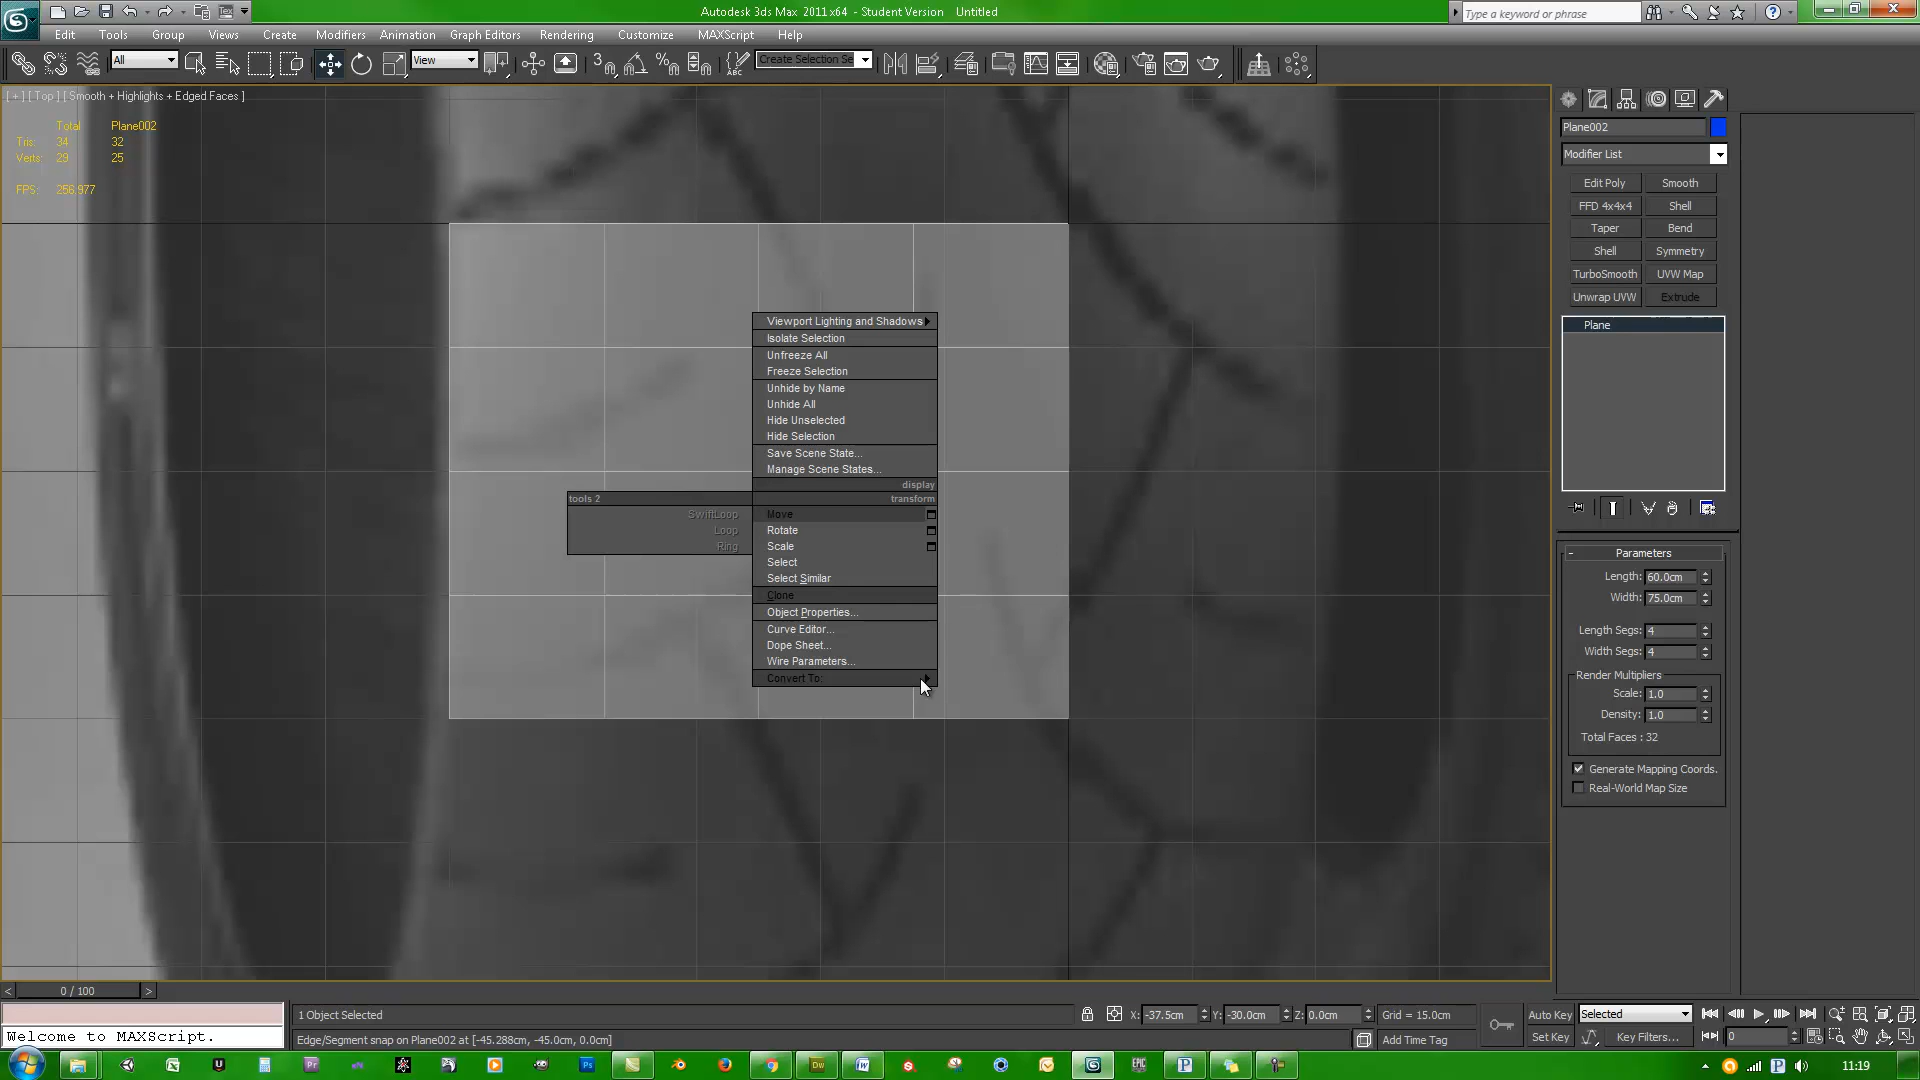 Tex
Autodesk 3ds Max 2011 x64 - Student Version Untitled
Type a keyword or phrase
Edit Tools Group Views Create Modifiers Animation Graph Editors Rendering Customize MAXScript Help
All View 3 Create Selection Se
[ + ] [ Top ] [ Smooth + Highlights + Edged Faces ]
Total Plane002
Tris: 34 32
Verts: 29 25
FPS: 256.977
Viewport Lighting and Shadows
Isolate Selection
Unfreeze All
Freeze Selection
Unhide by Name
Unhide All
Hide Unselected
Hide Selection
Save Scene State...
Manage Scene States...
display
tools 2 transform
SwiftLoop Move
Loop Rotate
Ring Scale
Select
Select Similar
Clone
Object Properties...
Curve Editor...
Dope Sheet...
Wire Parameters...
Convert To:
Plane002
Modifier List
Edit Poly Smooth
FFD 4x4x4 Shell
Taper Bend
Shell Symmetry
TurboSmooth UVW Map
Unwrap UVW Extrude
Plane
- Parameters
Length: 60.0cm
Width: 75.0cm
Length Segs: 4
Width Segs: 4
Render Multipliers
Scale: 1.0
Density: 1.0
Total Faces : 32
Generate Mapping Coords.
Real-World Map Size
< 0 / 100 >
1 Object Selected X: -37.5cm Y: -30.0cm Z: 0.0cm Grid = 15.0cm Auto Key Selected
Welcome to MAXScript. Edge/Segment snap on Plane002 at [-45.288cm, -45.0cm, 0.0cm] Add Time Tag Set Key Key Filters... 0
11:19